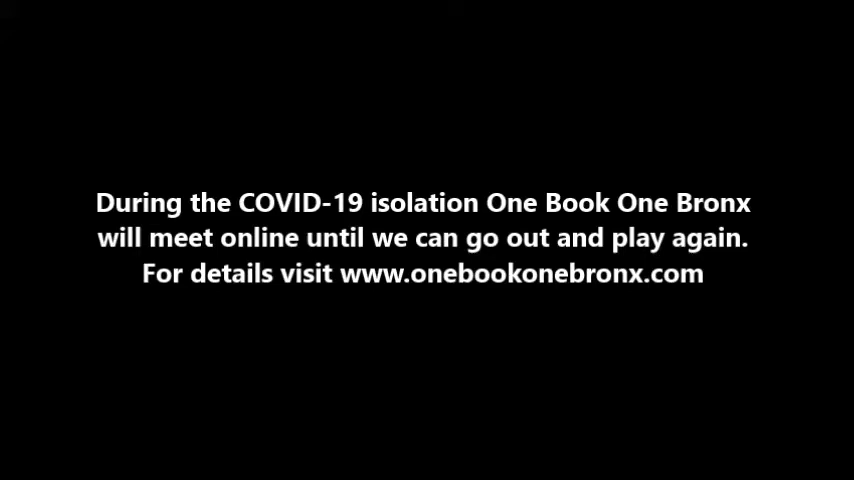 During the COVID-19 isolation One Book One Bronx
will meet online until we can go out and play again.
For details visit www.onebookonebronx.com